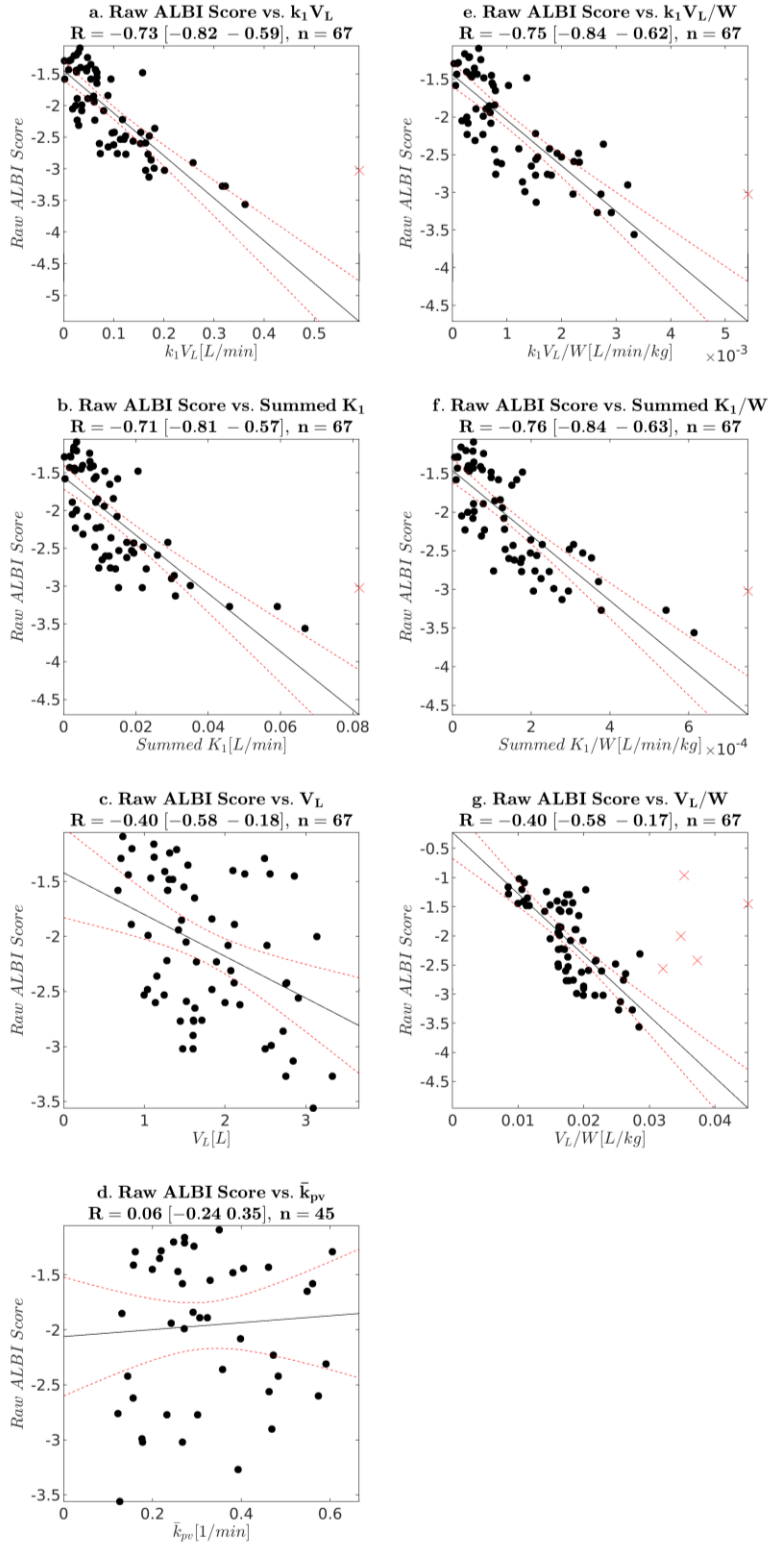 a. Raw ALBI Score vs. k₁V_L
R = −0.73 [−0.82 −0.59], n = 67
-1.5
-2
-2.5
-3
-3.5
-4
-4.5
-5
Raw ALBI Score
0 0.1 0.2 0.3 0.4 0.5
k₁V_L[L/min]
e. Raw ALBI Score vs. k₁V_L/W
R = −0.75 [−0.84 −0.62], n = 67
-1.5
-2
-2.5
-3
-3.5
-4
-4.5
Raw ALBI Score
0 1 2 3 4 5
k₁V_L/W[L/min/kg] ×10⁻³
b. Raw ALBI Score vs. Summed K₁
R = −0.71 [−0.81 −0.57], n = 67
-1.5
-2
-2.5
-3
-3.5
-4
-4.5
Raw ALBI Score
0 0.02 0.04 0.06 0.08
Summed K₁[L/min]
f. Raw ALBI Score vs. Summed K₁/W
R = −0.76 [−0.84 −0.63], n = 67
-1.5
-2
-2.5
-3
-3.5
-4
-4.5
Raw ALBI Score
0 2 4 6
Summed K₁/W[L/min/kg] ×10⁻⁴
c. Raw ALBI Score vs. V_L
R = −0.40 [−0.58 −0.18], n = 67
-1.5
-2
-2.5
-3
-3.5
Raw ALBI Score
0 1 2 3
V_L[L]
g. Raw ALBI Score vs. V_L/W
R = −0.40 [−0.58 −0.17], n = 67
-0.5
-1
-1.5
-2
-2.5
-3
-3.5
-4
-4.5
Raw ALBI Score
0 0.01 0.02 0.03 0.04
V_L/W[L/kg]
d. Raw ALBI Score vs. k̄_pv
R = 0.06 [−0.24 0.35], n = 45
-1.5
-2
-2.5
-3
-3.5
Raw ALBI Score
0 0.2 0.4 0.6
k̄_pv[1/min]